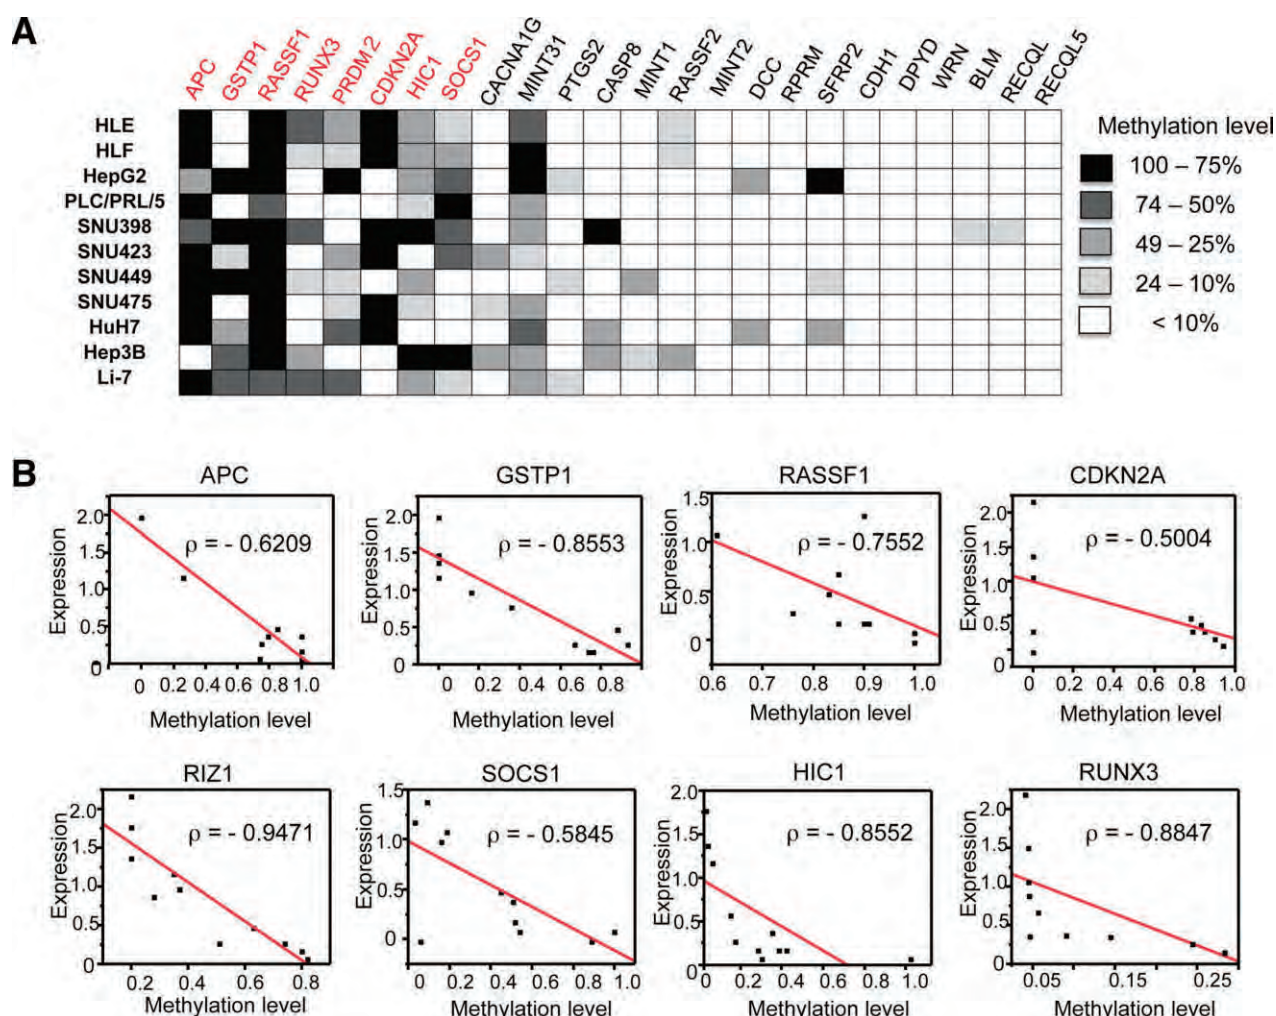 A
APC GSTP1 RASSF1 RUNX3 PRDM2 CDKN2A HIC1 SOCS1 CACNA1G MINT31 PTGS2 CASP8 MINT1 RASSF2 MINT2 DCC RPRM SFRP2 CDH1 DPYD WRN BLM RECQL RECQL5
HLE
HLF
HepG2
PLC/PRL/5
SNU398
SNU423
SNU449
SNU475
HuH7
Hep3B
Li-7
Methylation level
100 – 75%
74 – 50%
49 – 25%
24 – 10%
< 10%
B
APC
ρ = - 0.6209
Expression
2.0
1.5
1.0
0.5
0
0 0.2 0.4 0.6 0.8 1.0
Methylation level
GSTP1
ρ = - 0.8553
Expression
2.0
1.5
1.0
0.5
0
0 0.2 0.4 0.6 0.8
Methylation level
RASSF1
ρ = - 0.7552
Expression
1.5
1.0
0.5
0
0.6 0.7 0.8 0.9 1.0
Methylation level
CDKN2A
ρ = - 0.5004
Expression
2.0
1.5
1.0
0.5
0
0 0.2 0.4 0.6 0.8 1.0
Methylation level
RIZ1
ρ = - 0.9471
Expression
2.0
1.5
1.0
0.5
0
0.2 0.4 0.6 0.8
Methylation level
SOCS1
ρ = - 0.5845
Expression
1.5
1.0
0.5
0
0 0.2 0.4 0.6 0.8 1.0
Methylation level
HIC1
ρ = - 0.8552
Expression
2.0
1.5
1.0
0.5
0
0 0.2 0.4 0.6 0.8 1.0
Methylation level
RUNX3
ρ = - 0.8847
Expression
2.0
1.5
1.0
0.5
0
0.05 0.15 0.25
Methylation level